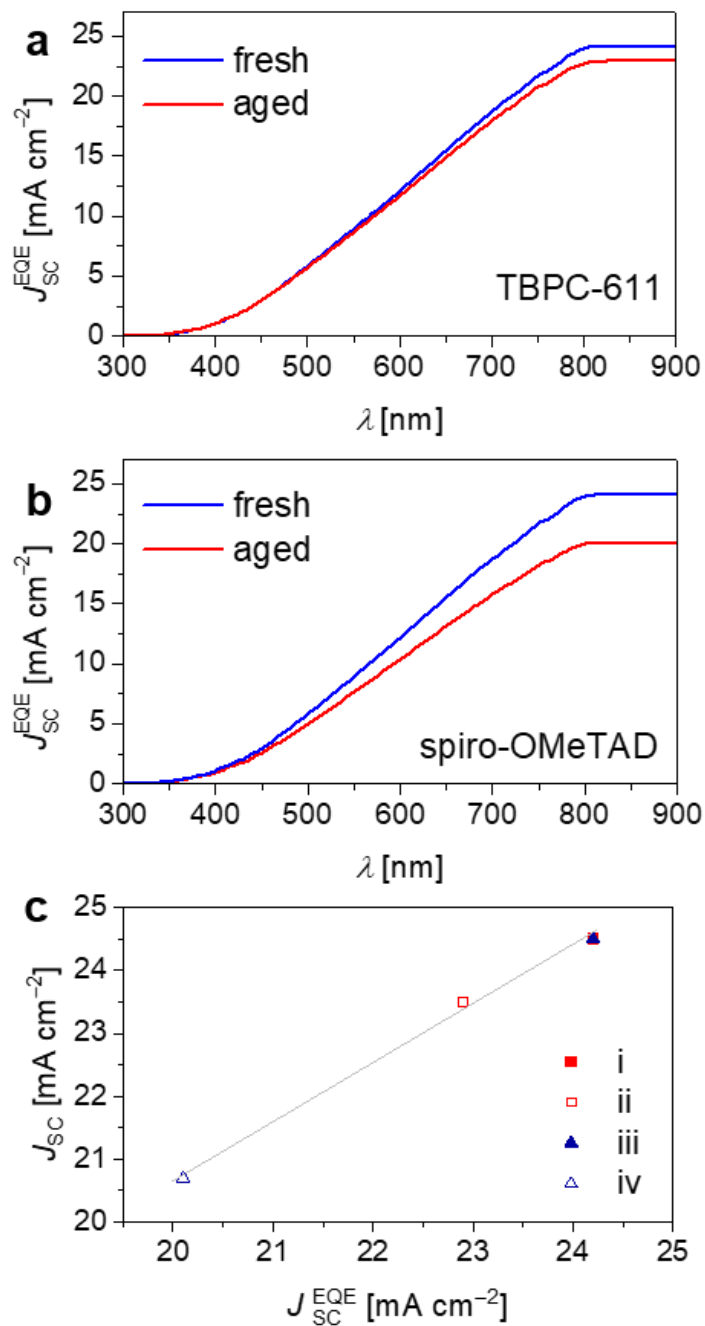 a
25
20
15
10
5
0
fresh
aged
TBPC-611
J_SC^EQE [mA cm⁻²]
300 400 500 600 700 800 900
λ [nm]
b
25
20
15
10
5
0
fresh
aged
spiro-OMeTAD
J_SC^EQE [mA cm⁻²]
300 400 500 600 700 800 900
λ [nm]
c
25
24
23
22
21
20
i
ii
iii
iv
J_SC [mA cm⁻²]
20 21 22 23 24 25
J_SC^EQE [mA cm⁻²]